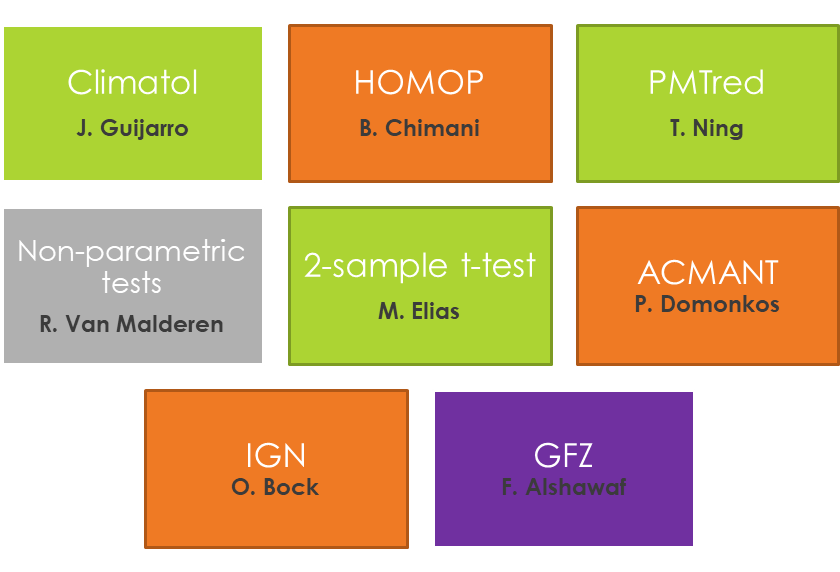 Climatol
J. Guijarro
HOMOP
B. Chimani
PMTred
T. Ning
Non-parametric
tests
R. Van Malderen
2-sample t-test
M. Elias
ACMANT
P. Domonkos
IGN
O. Bock
GFZ
F. Alshawaf